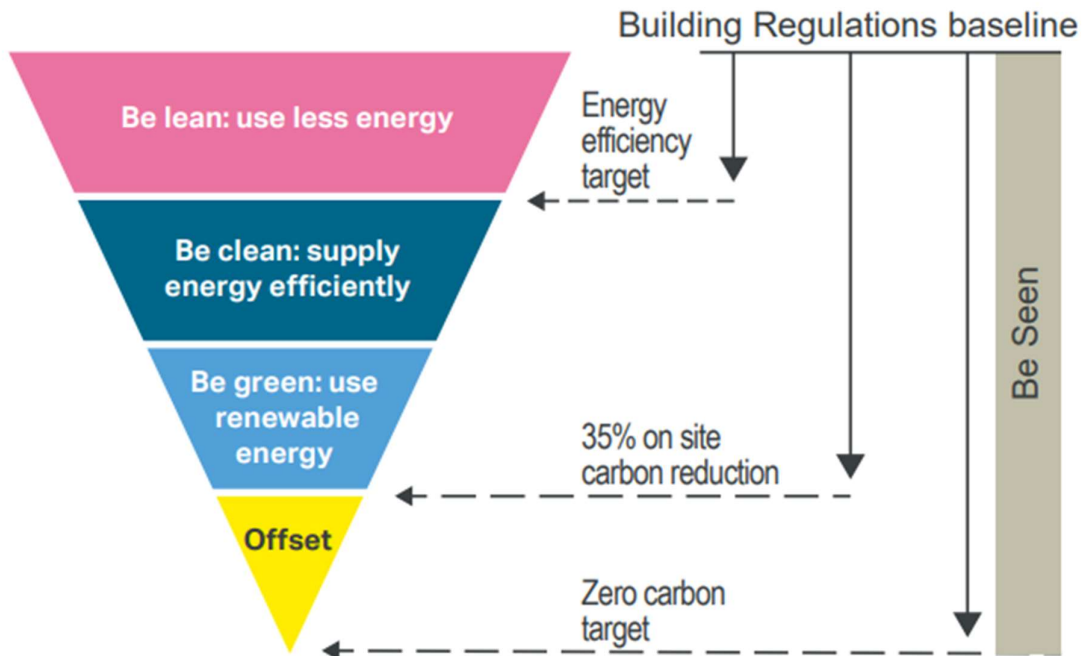 Building Regulations baseline
Be lean: use less energy
Energy
efficiency
target
Be clean: supply
energy efficiently
Be green: use
renewable
energy
35% on site
carbon reduction
Offset
Zero carbon
target
Be Seen